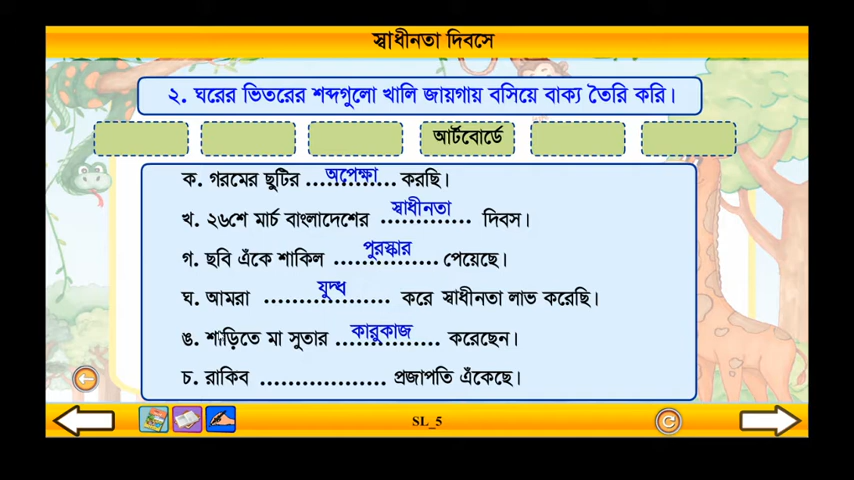 স্বাধীনতা দিবসে
২. ঘরের ভিতরের শব্দগুলো খালি জায়গায় বসিয়ে বাক্য তৈরি করি।
আর্টবোর্ডে
ক. গরমের ছুটির ....অপেক্ষা.... করছি।
খ. ২৬শে মার্চ বাংলাদেশের ....স্বাধীনতা.... দিবস।
গ. ছবি এঁকে শাকিল ....পুরস্কার.... পেয়েছে।
ঘ. আমরা ....যুদ্ধ.... করে স্বাধীনতা লাভ করেছি।
ঙ. শাড়িতে মা সুতার ....কারুকাজ.... করেছেন।
চ. রাকিব .................. প্রজাপতি এঁকেছে।
SL_5